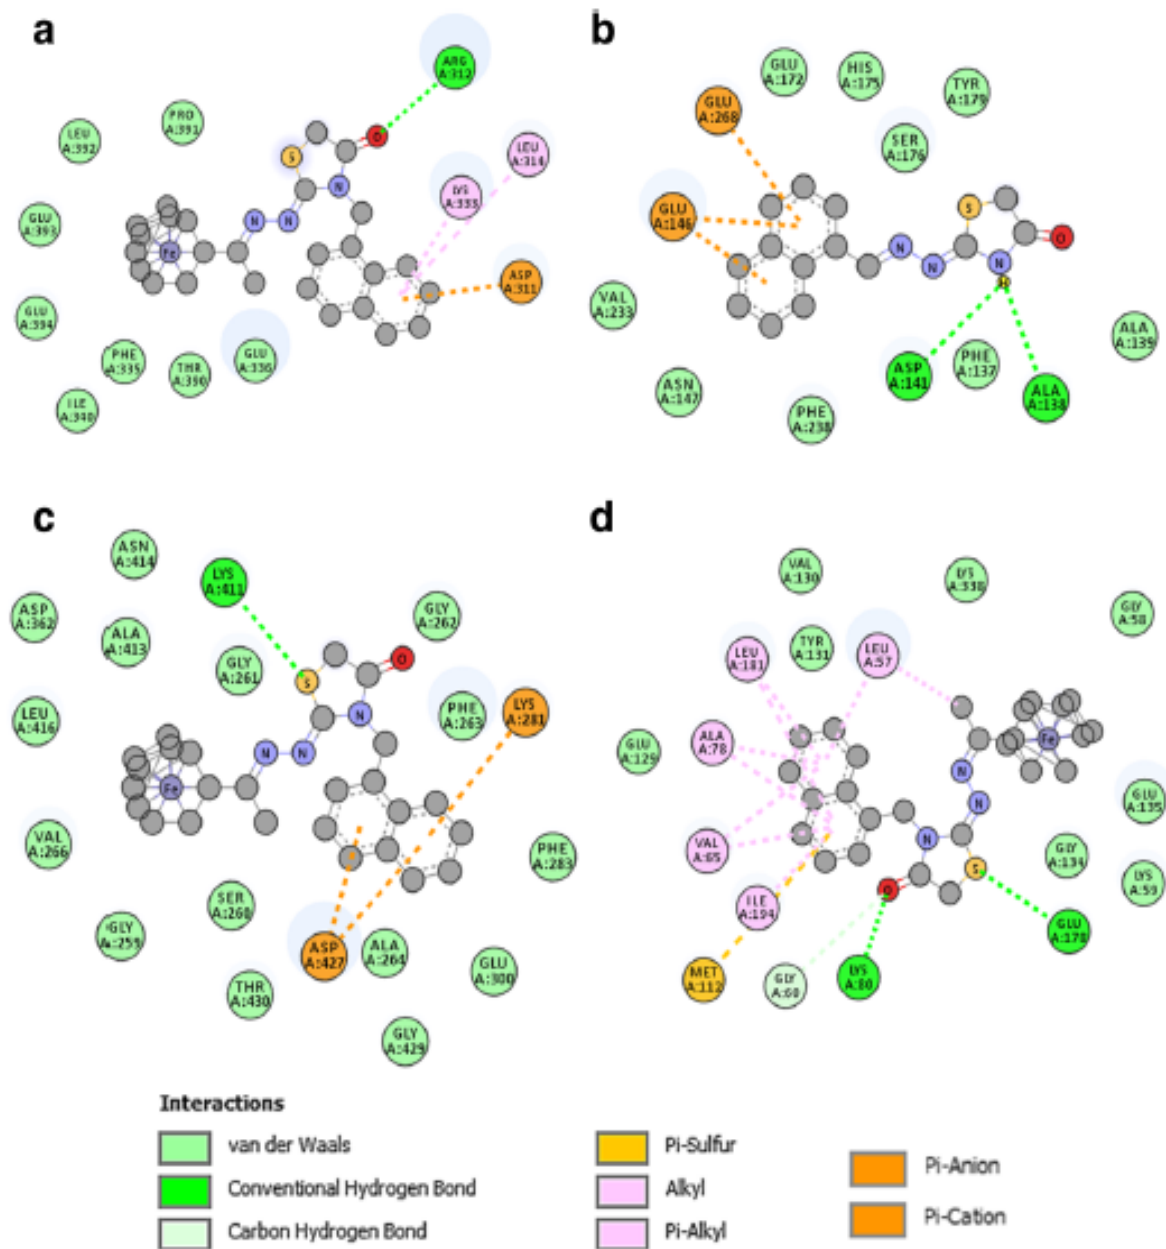 a
ARG
A:312
PRO
A:391
LEU
A:392
LEU
A:314
LYS
A:333
GLU
A:393
ASP
A:311
GLU
A:394
PHE
A:335
THR
A:390
GLU
A:336
ILE
A:340
S
O
N
N
N
Fe
b
GLU
A:172
HIS
A:175
TYR
A:179
GLU
A:268
SER
A:176
GLU
A:146
VAL
A:233
ASN
A:147
PHE
A:238
ASP
A:141
PHE
A:137
ALA
A:138
ALA
A:139
S
O
N
N
N
H
c
ASN
A:414
LYS
A:411
ASP
A:362
ALA
A:413
GLY
A:261
GLY
A:262
LEU
A:416
PHE
A:263
LYS
A:281
VAL
A:266
PHE
A:283
SER
A:260
GLY
A:259
ASP
A:427
ALA
A:264
GLU
A:300
THR
A:430
GLY
A:429
S
O
N
N
N
Fe
d
VAL
A:130
LYS
A:338
GLY
A:58
TYR
A:131
LEU
A:181
LEU
A:57
ALA
A:78
GLU
A:129
VAL
A:65
GLU
A:135
GLY
A:134
LYS
A:59
ILE
A:194
GLU
A:178
MET
A:112
GLY
A:60
LYS
A:80
Fe
N
N
N
S
O
Interactions
van der Waals
Conventional Hydrogen Bond
Carbon Hydrogen Bond
Pi-Sulfur
Alkyl
Pi-Alkyl
Pi-Anion
Pi-Cation